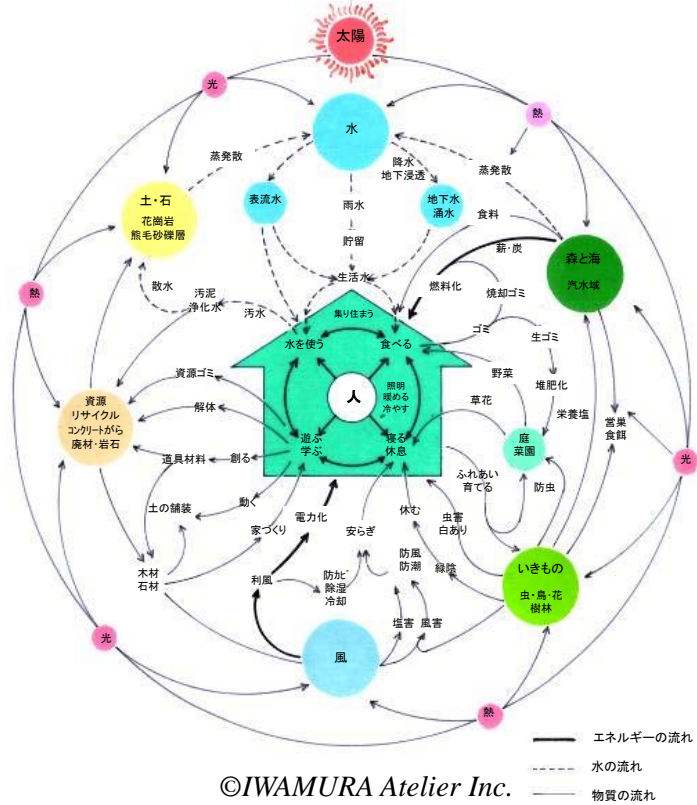 太陽
光
熱
水
蒸発散
降水
地下浸透
蒸発散
土・石
花崗岩
熊毛砂礫層
表流水
雨水
地下水
涌水
食料
貯留
薪・炭
森と海
汽水域
熱
散水
汚泥
浄化水
汚水
生活水
燃料化
焼却ゴミ
集り住まう
水を使う
食べる
ゴミ
生ゴミ
資源ゴミ
人
照明
暖める
冷やす
野菜
堆肥化
資源
リサイクル
コンクリートがら
廃材・岩石
解体
草花
栄養塩
営巣
食餌
遊ぶ
学ぶ
寝る
休息
庭
菜園
光
道具材料
創る
ふれあい
育てる
防虫
土の舗装
動く
家づくり
電力化
安らぎ
休む
虫害
白あり
木材
石材
利風
防カビ
除湿
冷却
防風
防潮
緑陰
いきもの
虫・鳥・花
樹林
塩害
風害
光
風
熱
エネルギーの流れ
水の流れ
物質の流れ
©IWAMURA Atelier Inc.